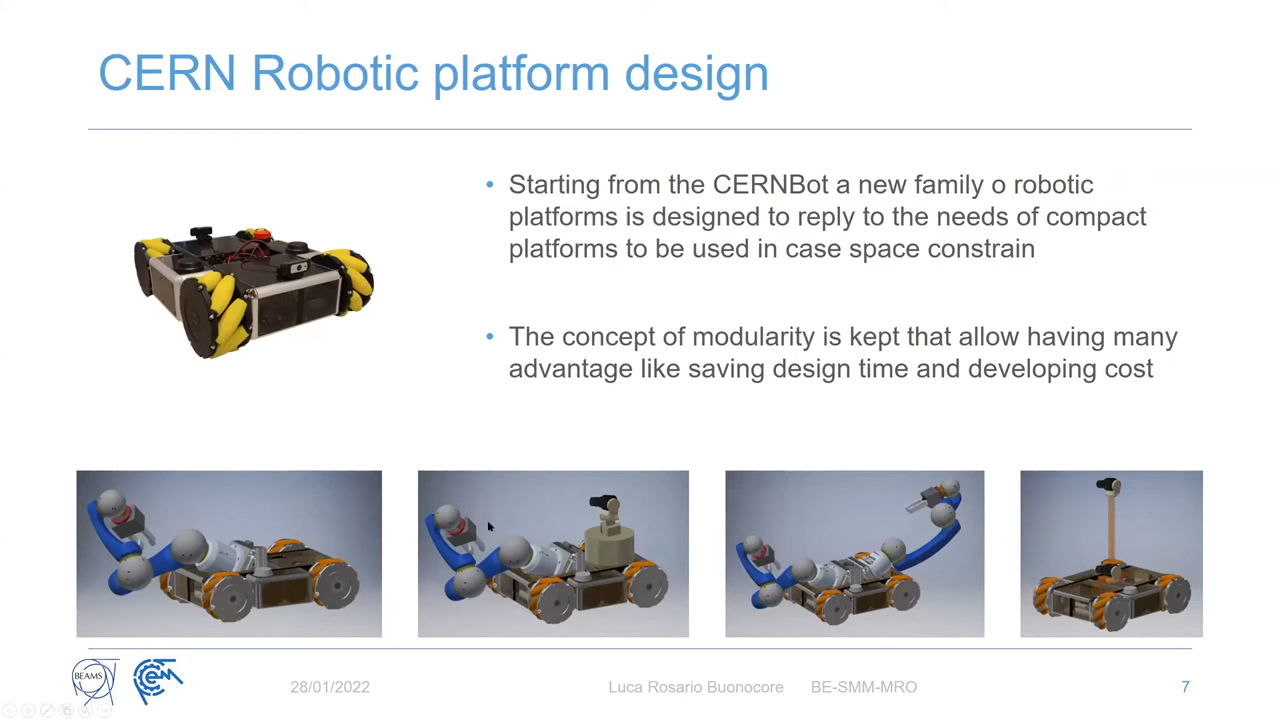 CERN Robotic platform design
• Starting from the CERNBot a new family o robotic
platforms is designed to reply to the needs of compact
platforms to be used in case space constrain
• The concept of modularity is kept that allow having many
advantage like saving design time and developing cost
BEAMS
28/01/2022
Luca Rosario Buonocore BE-SMM-MRO
7